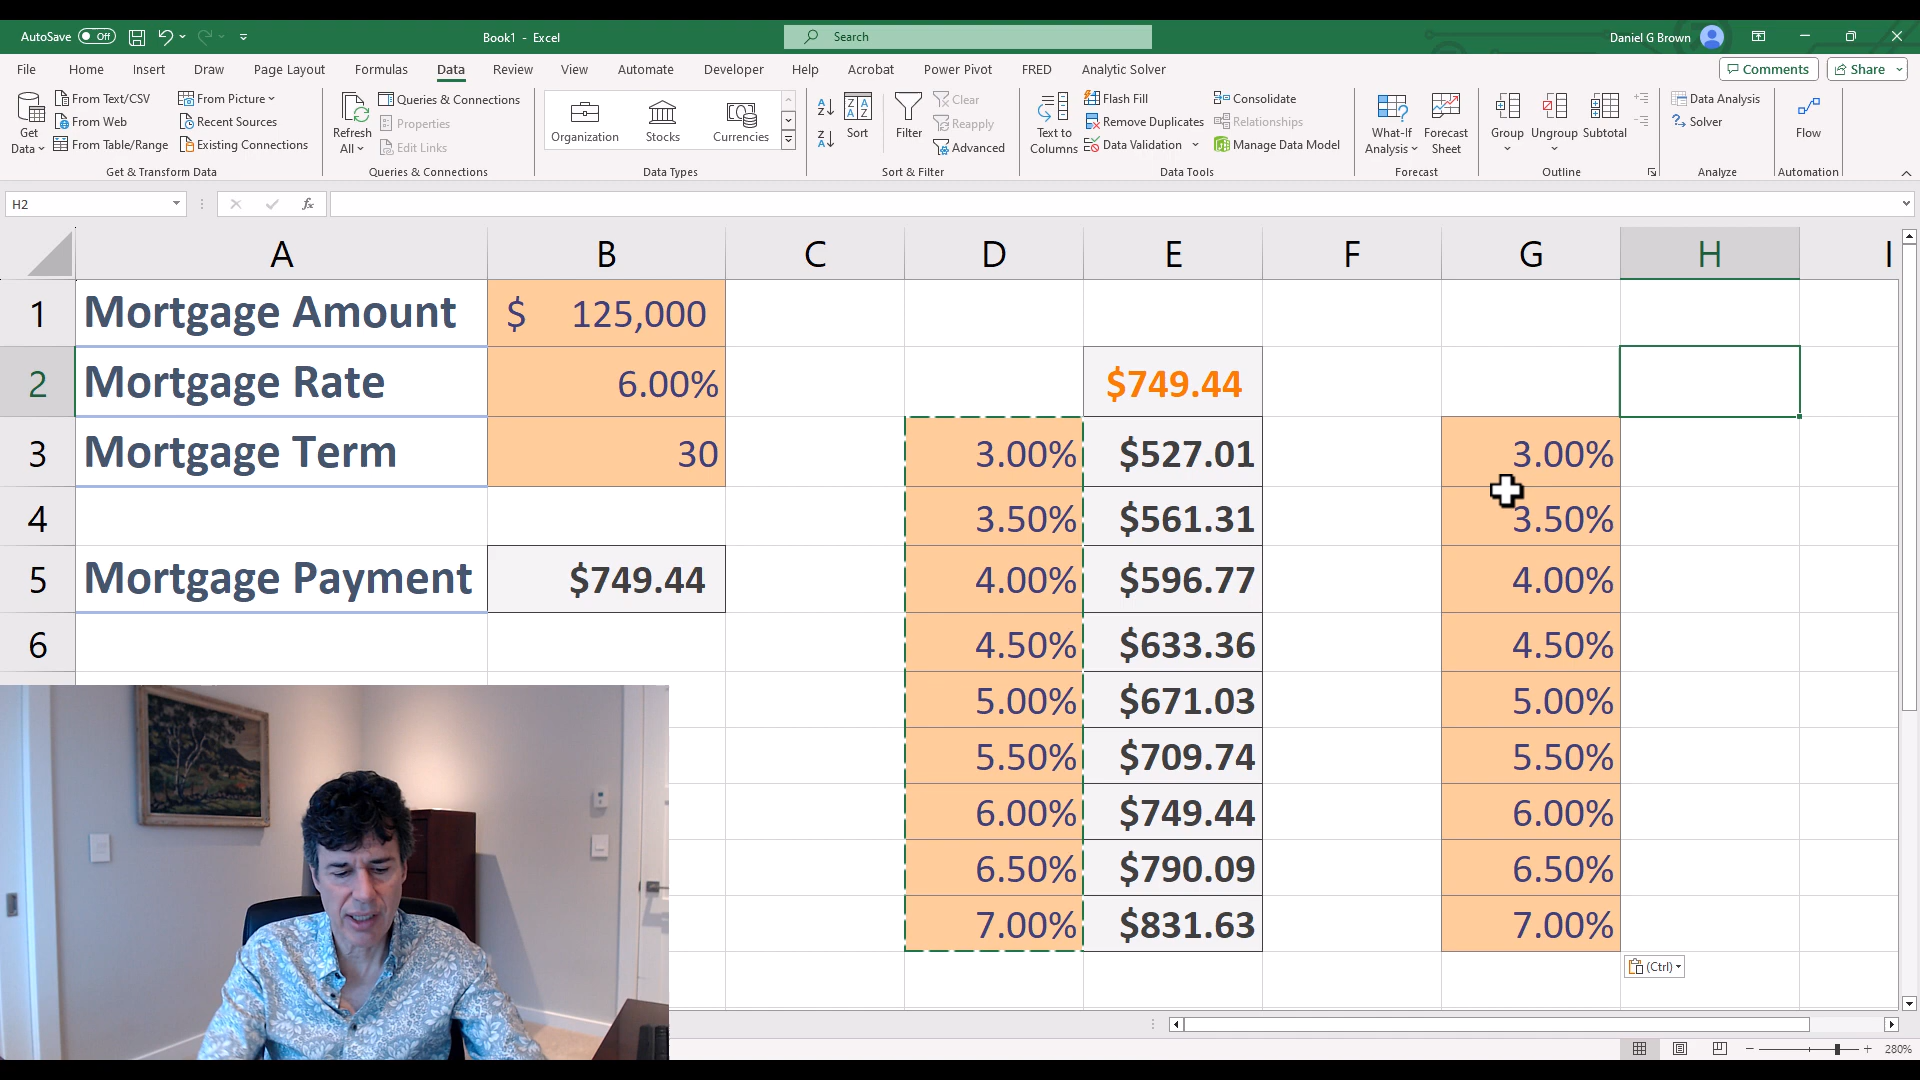 AutoSave Off
Book1 - Excel
Search
Daniel G Brown
File Home Insert Draw Page Layout Formulas Data Review View Automate Developer Help Acrobat Power Pivot FRED Analytic Solver
Comments Share
Get Data
From Text/CSV
From Web
From Table/Range
From Picture
Recent Sources
Existing Connections
Get & Transform Data
Refresh All
Queries & Connections
Properties
Edit Links
Queries & Connections
Organization Stocks Currencies
Data Types
Sort
Filter
Clear
Reapply
Advanced
Sort & Filter
Text to Columns
Flash Fill
Remove Duplicates
Data Validation
Consolidate
Relationships
Manage Data Model
Data Tools
What-If Analysis
Forecast Sheet
Forecast
Group Ungroup Subtotal
Outline
Data Analysis
Solver
Analyze
Flow
Automation
H2 fx
A B C D E F G H I
1 Mortgage Amount $ 125,000
2 Mortgage Rate 6.00% $749.44
3 Mortgage Term 30 3.00% $527.01 3.00%
4 3.50% $561.31 3.50%
5 Mortgage Payment $749.44 4.00% $596.77 4.00%
6 4.50% $633.36 4.50%
5.00% $671.03 5.00%
5.50% $709.74 5.50%
6.00% $749.44 6.00%
6.50% $790.09 6.50%
7.00% $831.63 7.00%
(Ctrl)
280%